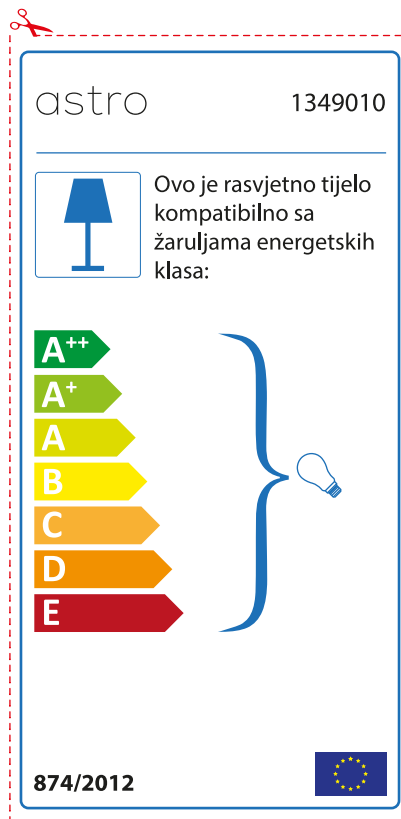 astro
1349010
Ovo je rasvjetno tijelo
kompatibilno sa
žaruljama energetskih
klasa:
A++
A+
A
B
C
D
E
874/2012